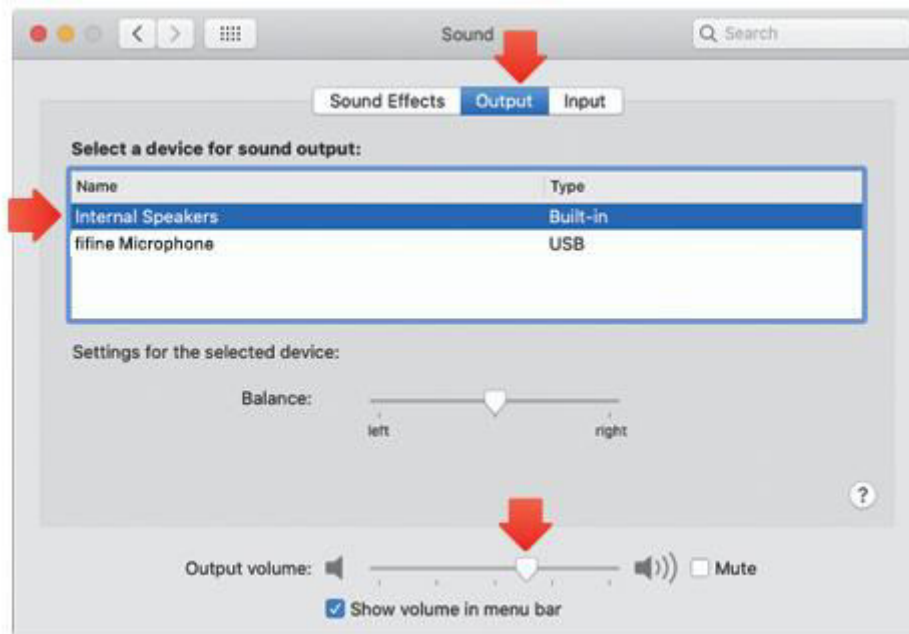 Sound
Search
Sound Effects Output Input
Select a device for sound output:
Name Type
Internal Speakers Built-in
fifine Microphone USB
Settings for the selected device:
Balance:
left right
?
Output volume: Mute
Show volume in menu bar